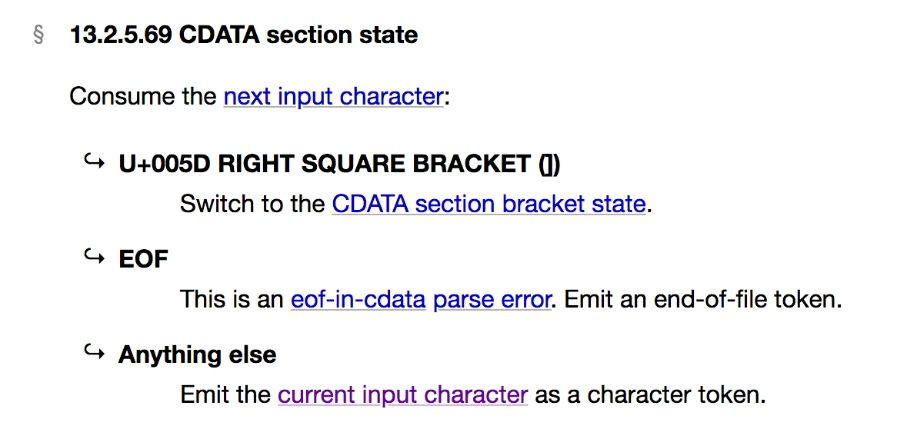 § 13.2.5.69 CDATA section state
Consume the next input character:
↪ U+005D RIGHT SQUARE BRACKET (])
Switch to the CDATA section bracket state.
↪ EOF
This is an eof-in-cdata parse error. Emit an end-of-file token.
↪ Anything else
Emit the current input character as a character token.